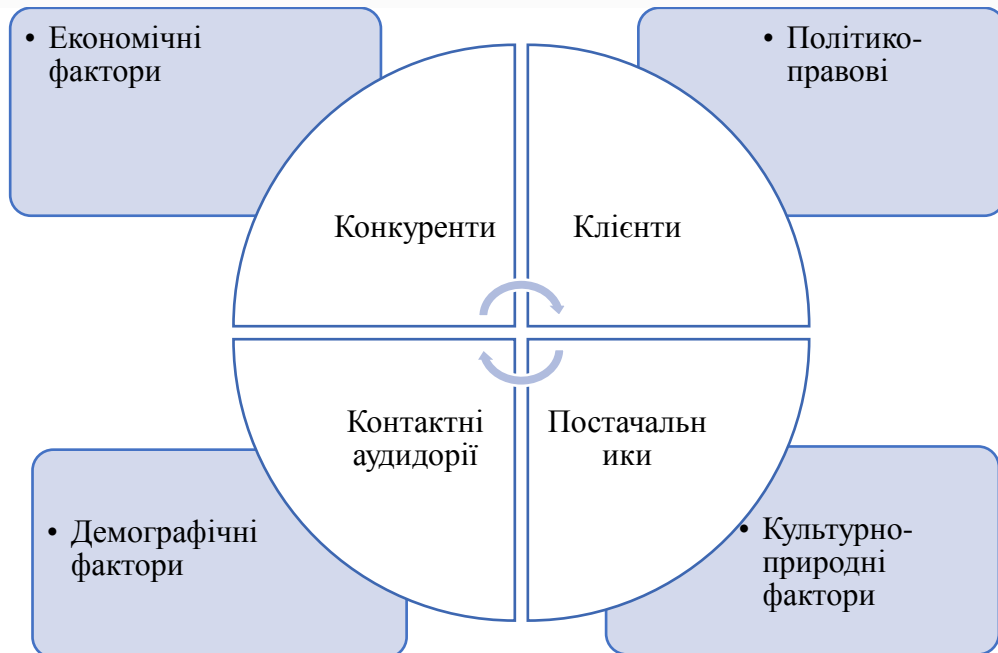 • Економічні
фактори
• Політико-
правові
Конкуренти
Клієнти
Контактні
аудидорії
Постачальн
ики
• Демографічні
фактори
• Культурно-
природні
фактори